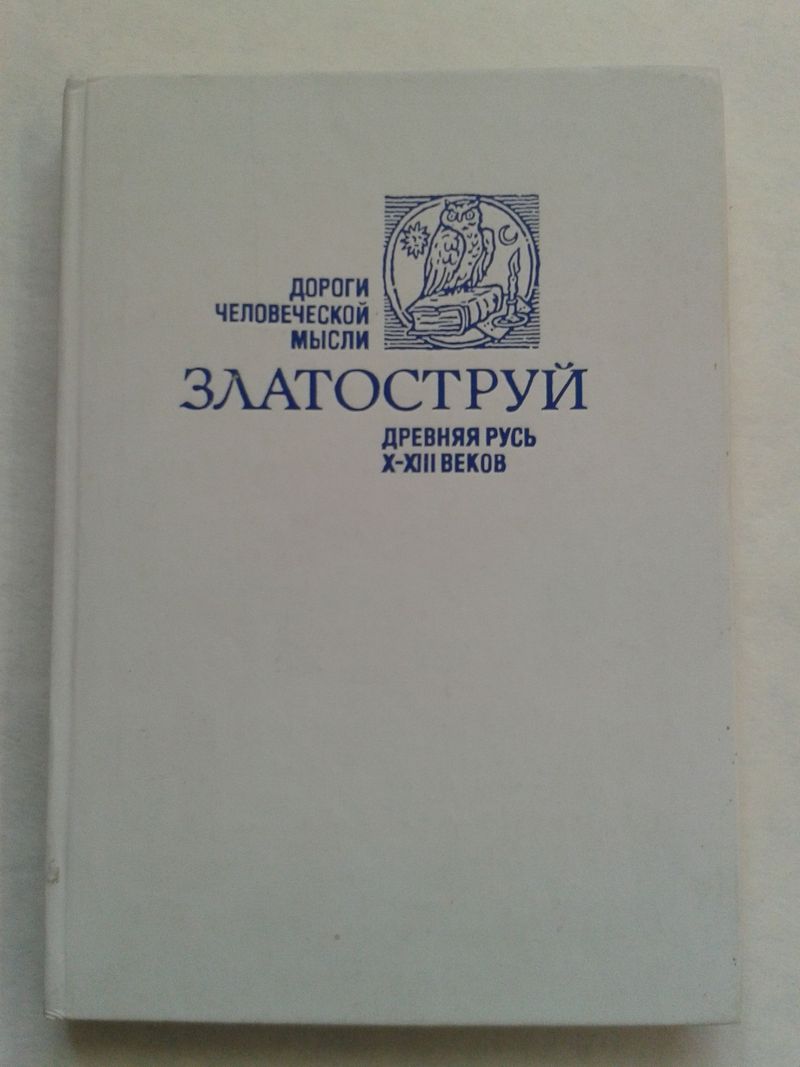 ДОРОГИ
ЧЕЛОВЕЧЕСКОЙ
МЫСЛИ
ЗЛАТОСТРУЙ
ДРЕВНЯЯ РУСЬ
X-XIII ВЕКОВ